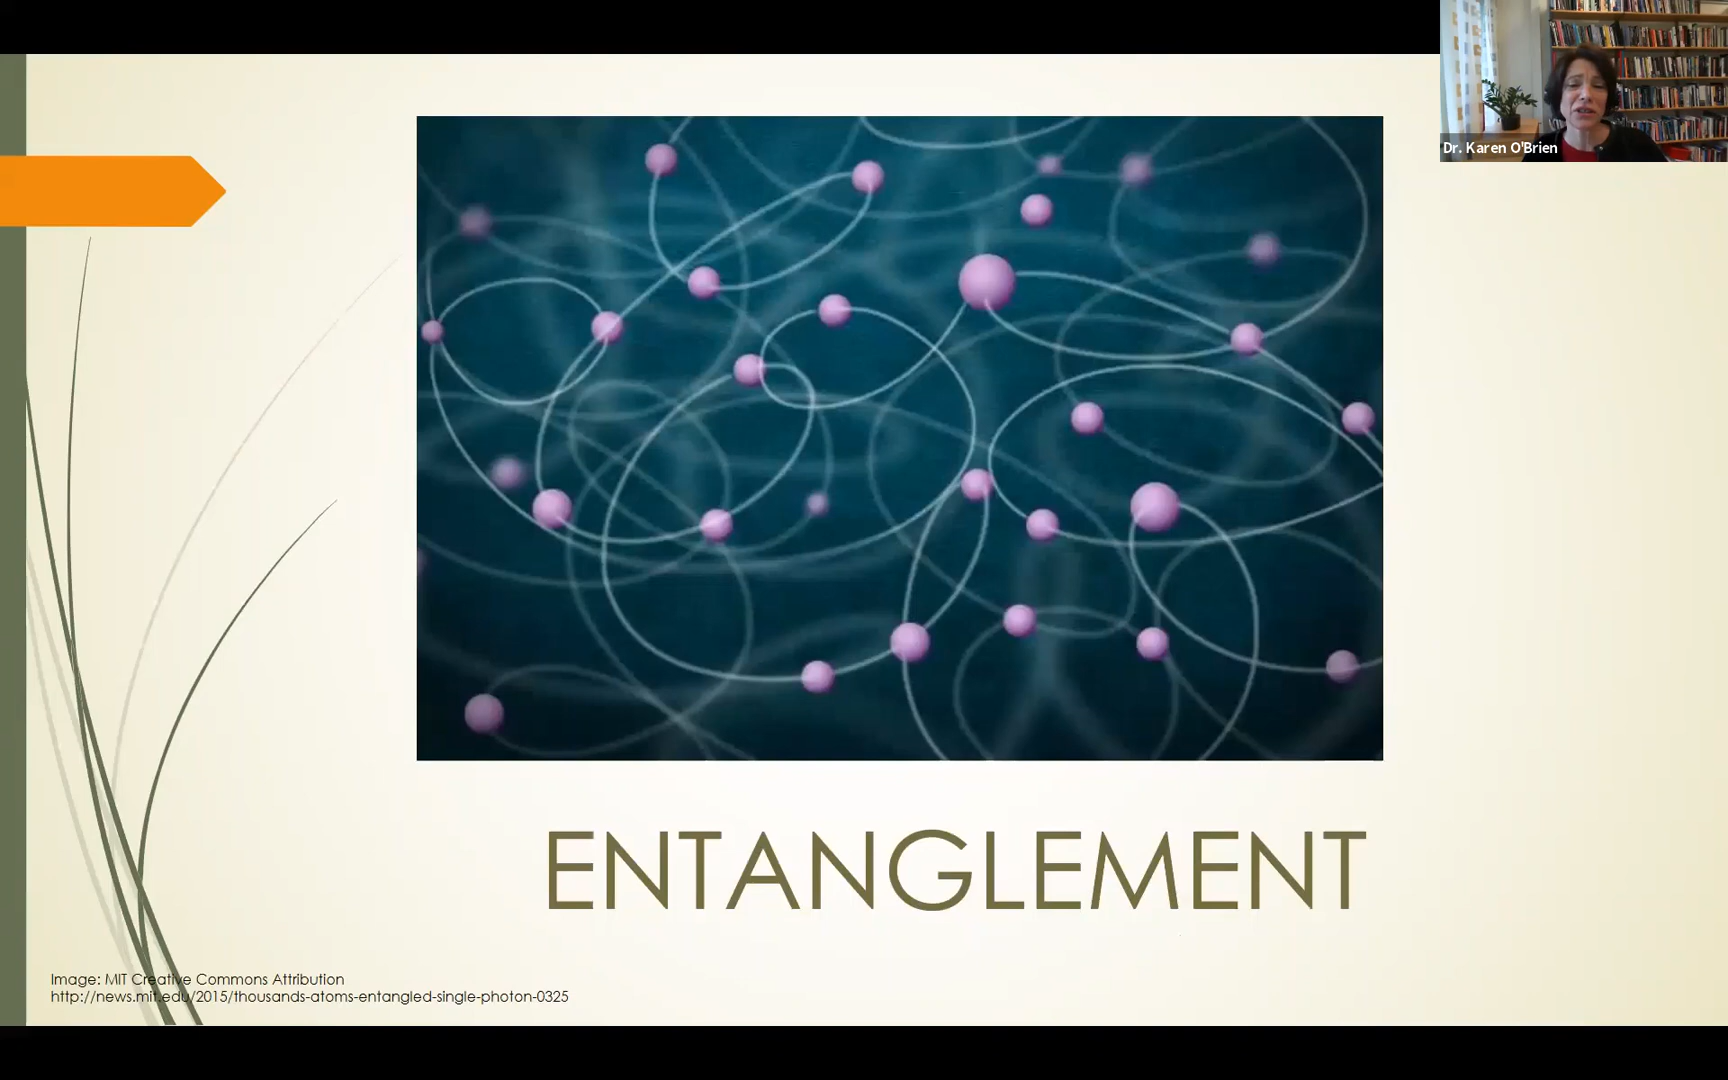 Dr. Karen O'Brien
ENTANGLEMENT
Image: MIT Creative Commons Attribution
http://news.mit.edu/2015/thousands-atoms-entangled-single-photon-0325